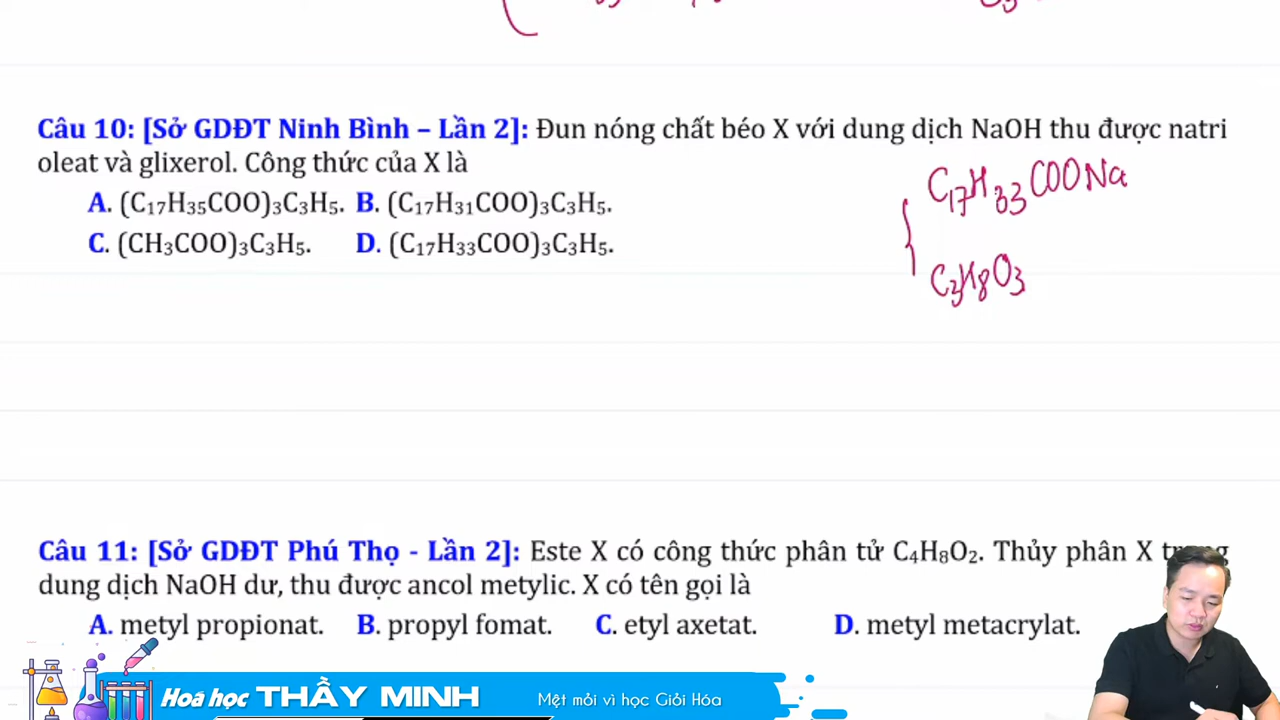 Câu 10: [Sở GDĐT Ninh Bình – Lần 2]: Đun nóng chất béo X với dung dịch NaOH thu được natri
oleat và glixerol. Công thức của X là
A. (C₁₇H₃₅COO)₃C₃H₅. B. (C₁₇H₃₁COO)₃C₃H₅.
C. (CH₃COO)₃C₃H₅. D. (C₁₇H₃₃COO)₃C₃H₅.
C₁₇H₃₃COONa
C₃H₈O₃
Câu 11: [Sở GDĐT Phú Thọ - Lần 2]: Este X có công thức phân tử C₄H₈O₂. Thủy phân X
dung dịch NaOH dư, thu được ancol metylic. X có tên gọi là
A. metyl propionat. B. propyl fomat. C. etyl axetat. D. metyl metacrylat.
Hoá học THẦY MINH Mệt mỏi vì học Giỏi Hóa